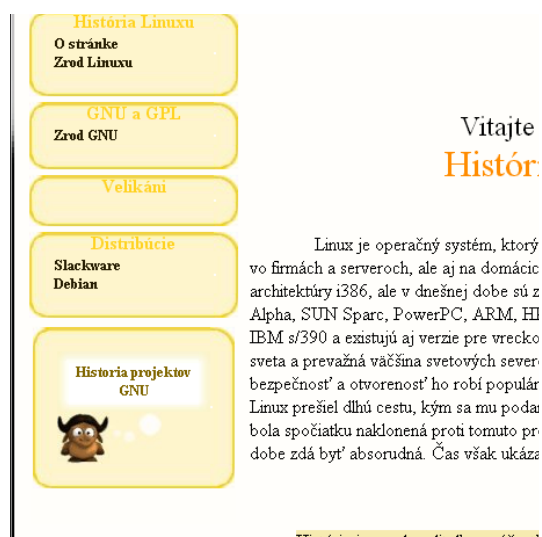 História Linuxu
O stránke
Zrod Linuxu
GNU a GPL
Zrod GNU
Velikáni
Distribúcie
Slackware
Debian
Historia projektov
GNU
Vitajte
Histór
Linux je operačný systém, ktorý
vo firmách a serveroch, ale aj na domácic
architektúry i386, ale v dnešnej dobe sú z
Alpha, SUN Sparc, PowerPC, ARM, HP
IBM s/390 a existujú aj verzie pre vrecko
sveta a prevažná väčšina svetových sever
bezpečnosť a otvorenosť ho robí populár
Linux prešiel dlhú cestu, kým sa mu podar
bola spočiatku naklonená proti tomuto pro
dobe zdá byť absorudná. Čas však ukáza